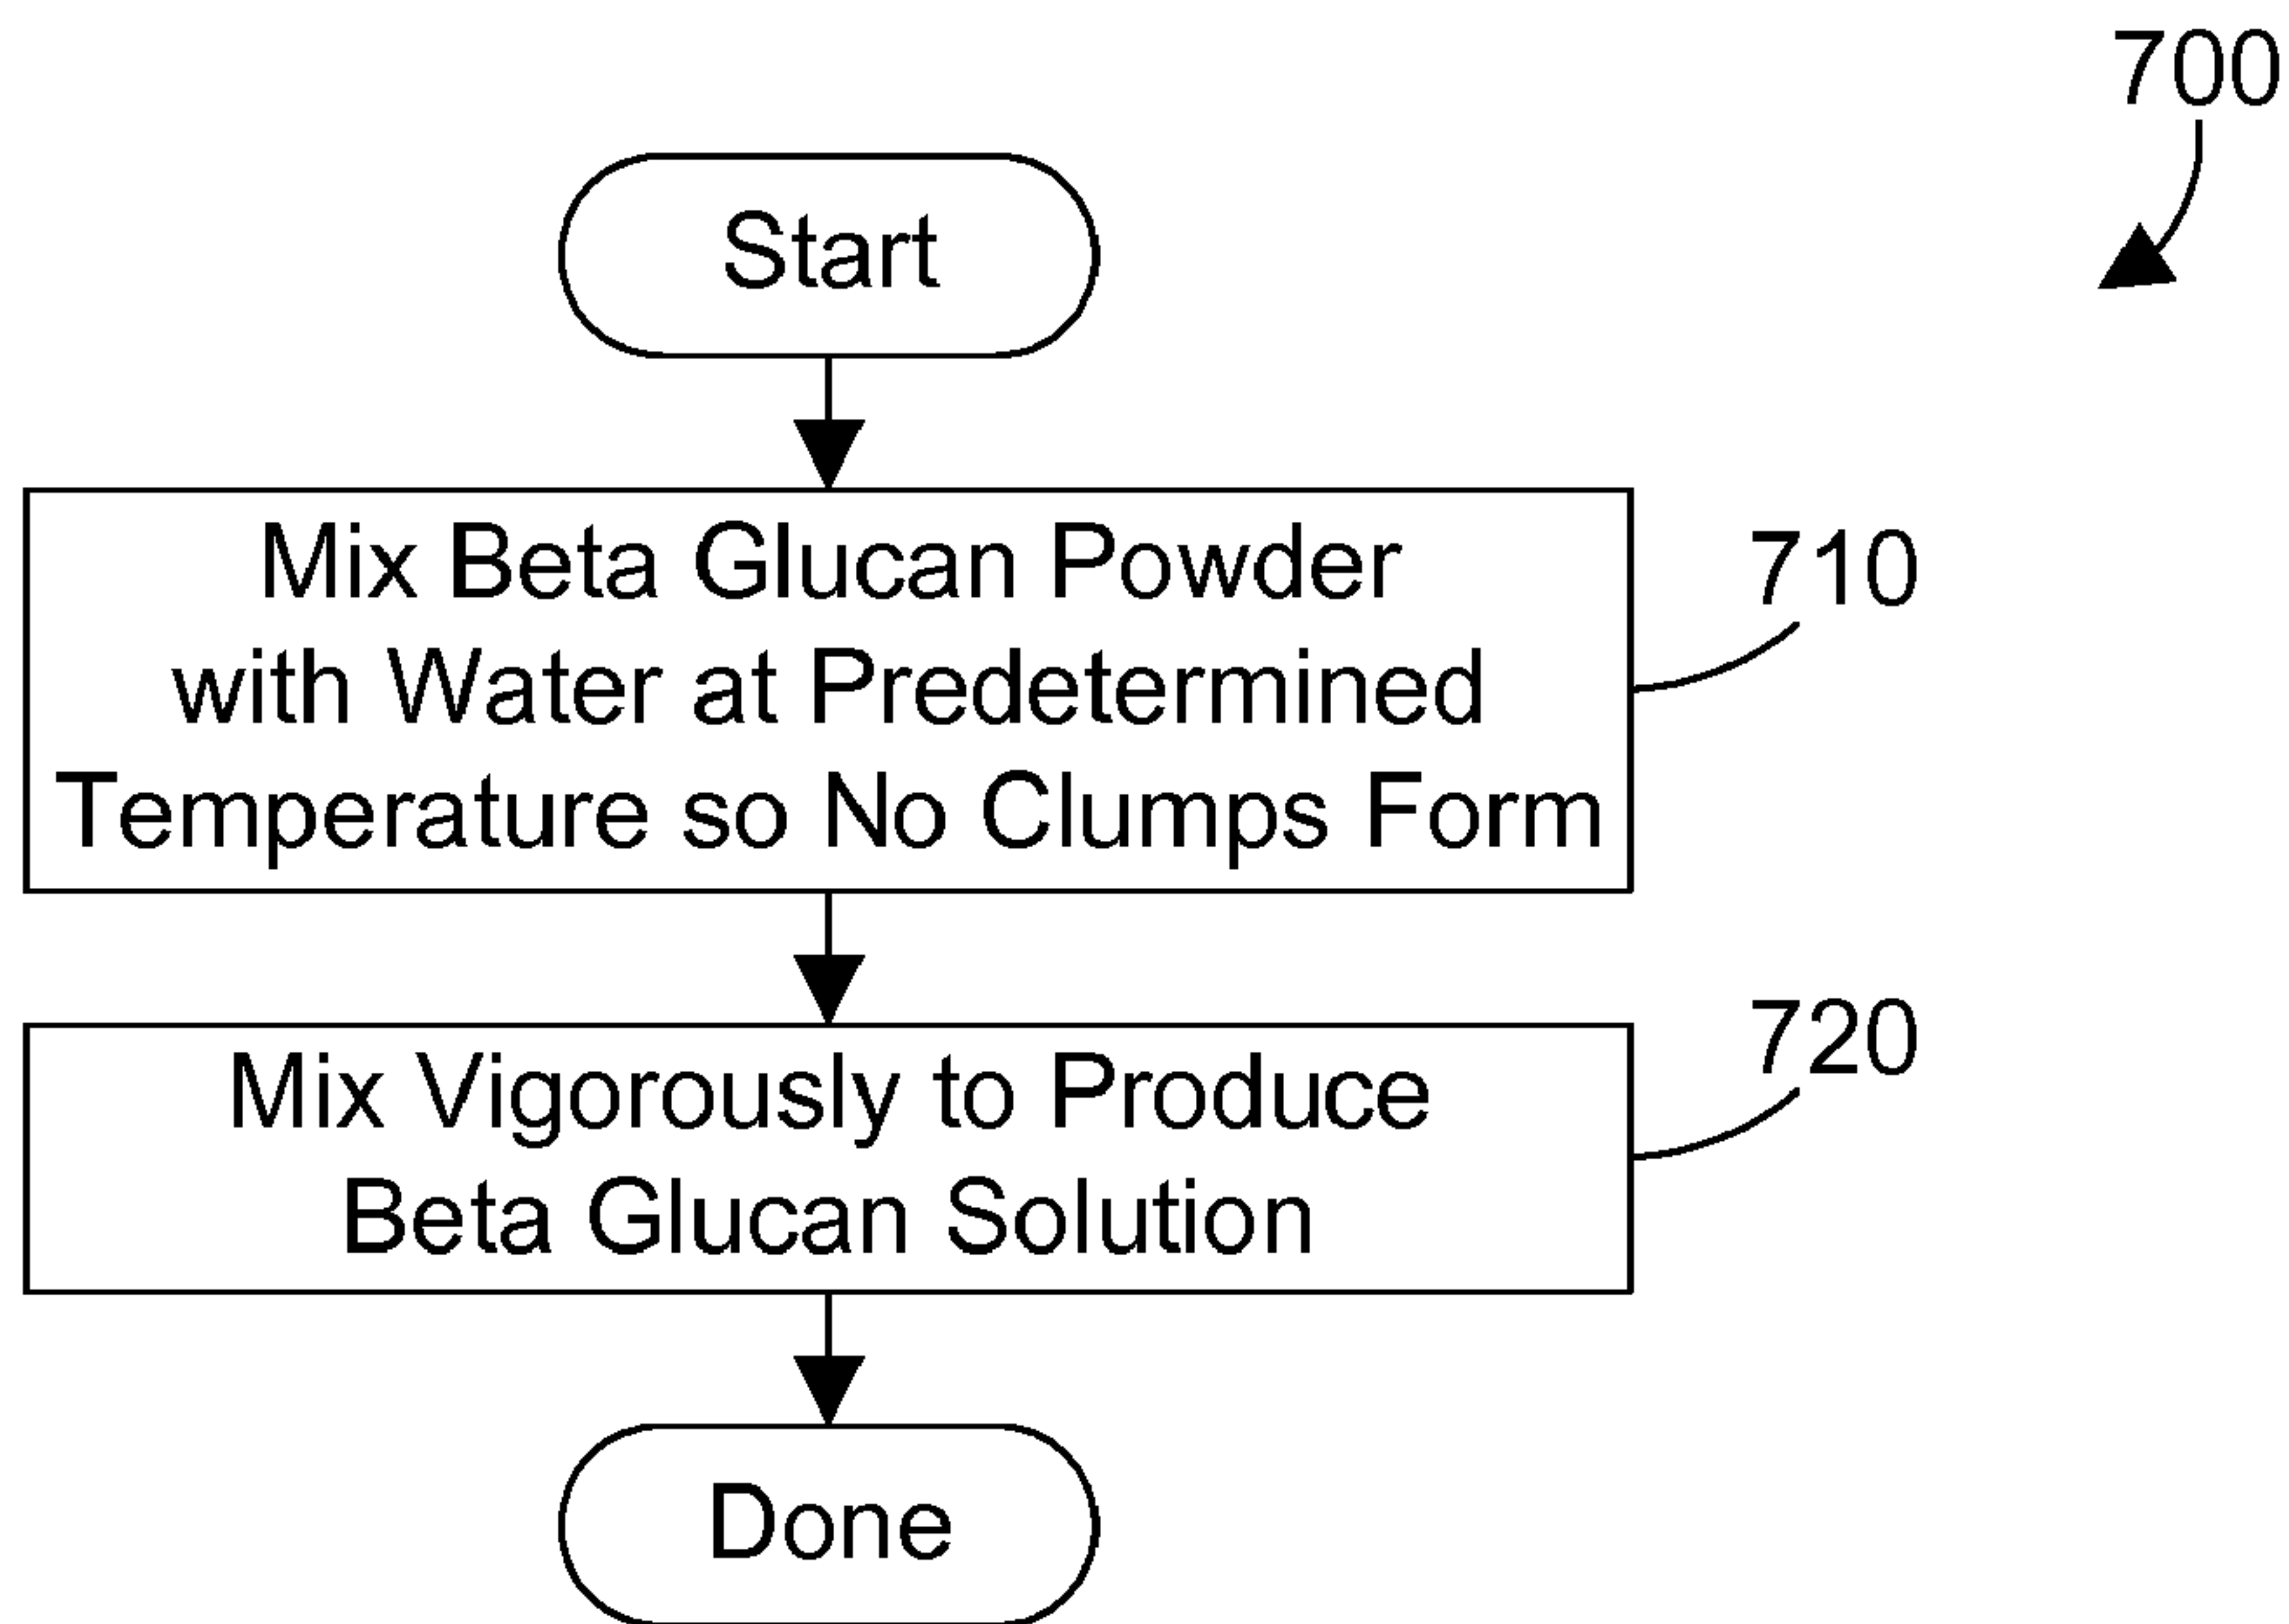 700
Start
Mix Beta Glucan Powder
with Water at Predetermined
Temperature so No Clumps Form
710
Mix Vigorously to Produce
Beta Glucan Solution
720
Done